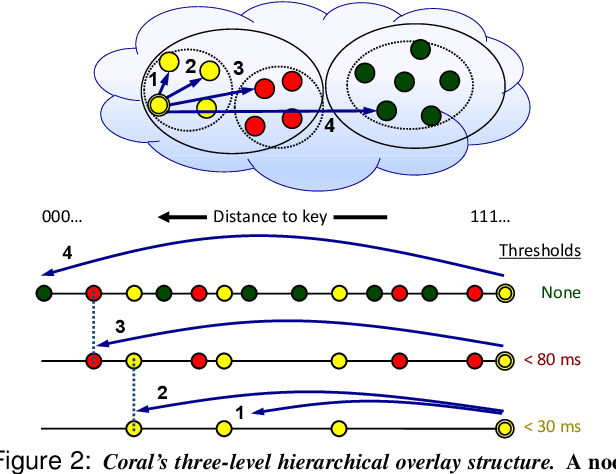 1
2
3
4
000...
Distance to key
111...
Thresholds
4
None
3
< 80 ms
2
1
< 30 ms
Figure 2: Coral's three-level hierarchical overlay structure. A